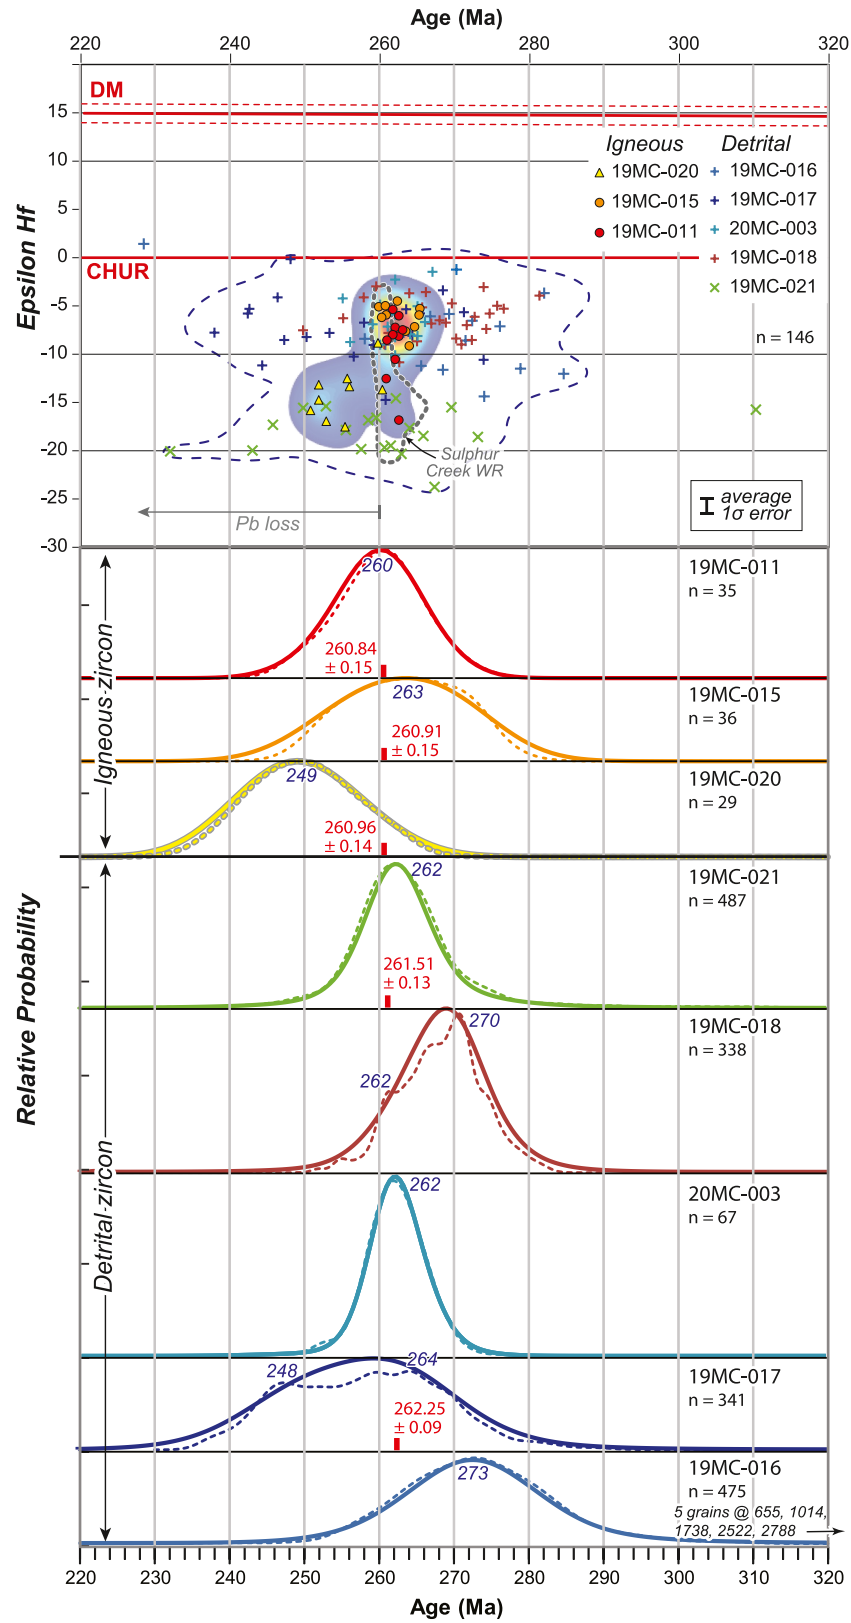 Age (Ma)
220 240 260 280 300 320
DM
15
10
5
0
-5
-10
-15
-20
-25
-30
Epsilon Hf
CHUR
Igneous Detrital
19MC-020 19MC-016
19MC-015 19MC-017
19MC-011 20MC-003
19MC-018
19MC-021
n = 146
Sulphur
Creek WR
Pb loss
average
1σ error
Relative Probability
Igneous-zircon
260
260.84
± 0.15
19MC-011
n = 35
263
260.91
± 0.15
19MC-015
n = 36
249
260.96
± 0.14
19MC-020
n = 29
Detrital-zircon
262
261.51
± 0.13
19MC-021
n = 487
270
262
19MC-018
n = 338
262
20MC-003
n = 67
248
264
262.25
± 0.09
19MC-017
n = 341
273
19MC-016
n = 475
5 grains @ 655, 1014,
1738, 2522, 2788
220 230 240 250 260 270 280 290 300 310 320
Age (Ma)